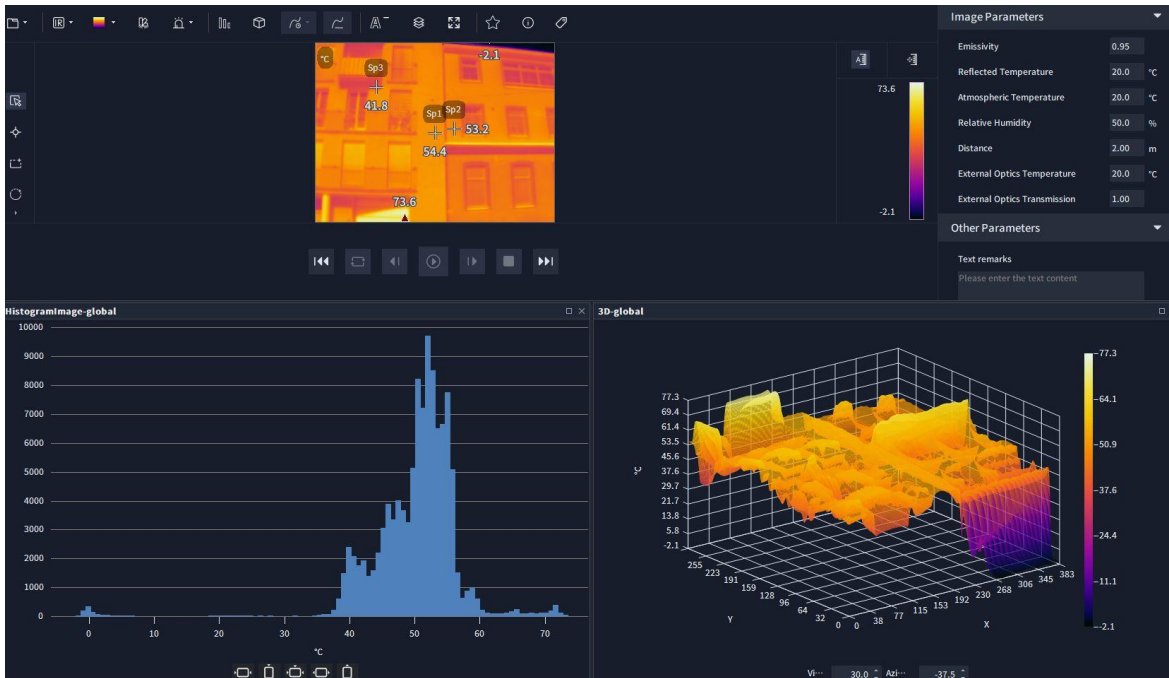 IR
A
Image Parameters
Emissivity 0.95
Reflected Temperature 20.0 °C
Atmospheric Temperature 20.0 °C
Relative Humidity 50.0 %
Distance 2.00 m
External Optics Temperature 20.0 °C
External Optics Transmission 1.00
Other Parameters
Text remarks
Please enter the text content
°C
-2.1
Sp3
41.8
Sp1 Sp2
53.2
54.4
73.6
A
73.6
-2.1
HistogramImage-global
10000
9000
8000
7000
6000
5000
4000
3000
2000
1000
0
0 10 20 30 40 50 60 70
°C
3D-global
77.3
69.4
61.4
53.5
45.6
37.6
29.7
21.7
13.8
5.8
-2.1
°C
255 223 191 159 128 96 64 32 0
Y
0 38 77 115 153 192 230 268 306 345 383
X
77.3
64.1
50.9
37.6
24.4
11.1
-2.1
Vi··· 30.0 Azi··· -37.5